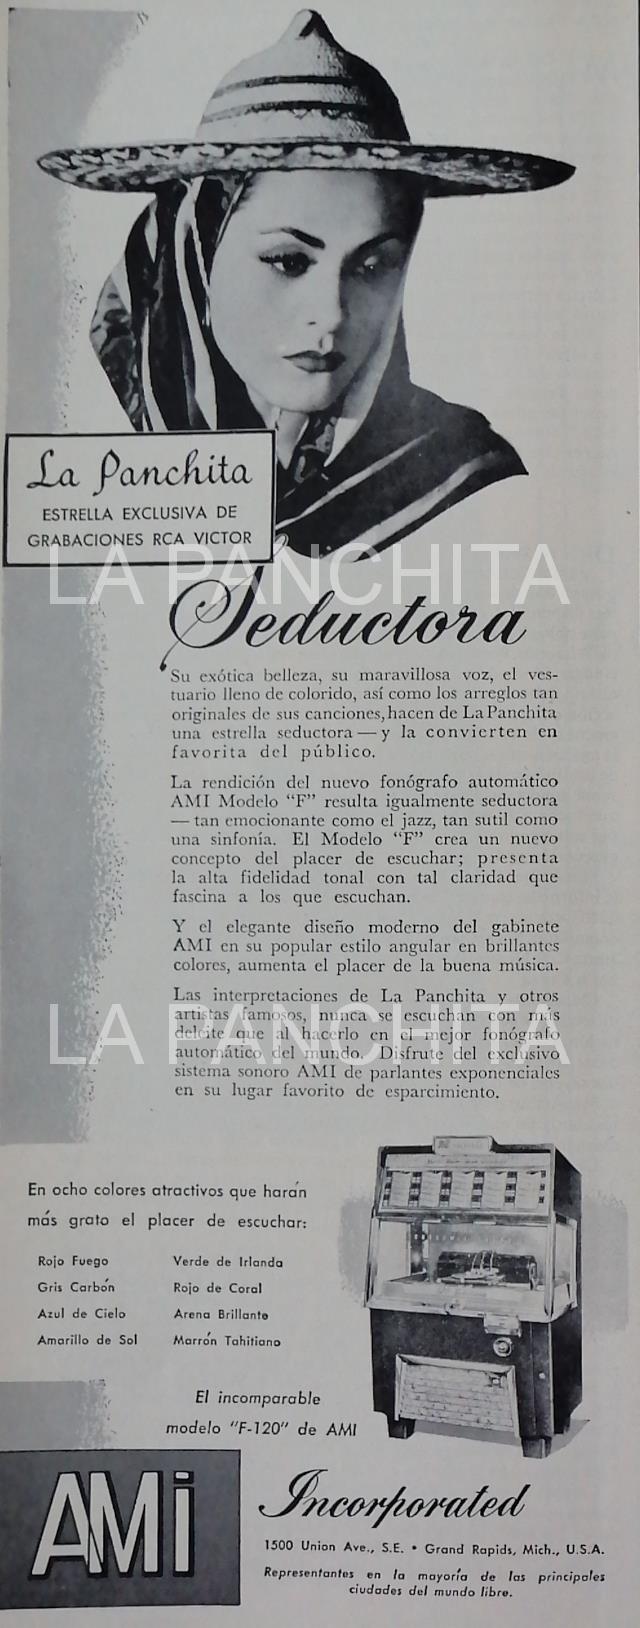 La Panchita
ESTRELLA EXCLUSIVA DE
GRABACIONES RCA VICTOR
LA PANCHITA
Seductora
Su exótica belleza, su maravillosa voz, el ves-
tuario lleno de colorido, así como los arreglos tan
originales de sus canciones, hacen de La Panchita
una estrella seductora — y la convierten en
favorita del público.
La rendición del nuevo fonógrafo automático
AMI Modelo "F" resulta igualmente seductora
— tan emocionante como el jazz, tan sutil como
una sinfonía. El Modelo "F" crea un nuevo
concepto del placer de escuchar; presenta
la alta fidelidad tonal con tal claridad que
fascina a los que escuchan.
Y el elegante diseño moderno del gabinete
AMI en su popular estilo angular en brillantes
colores, aumenta el placer de la buena música.
Las interpretaciones de La Panchita y otros
artistas famosos, nunca se escuchan con más
deleite que al hacerlo en el mejor fonógrafo
automático del mundo. Disfrute del exclusivo
sistema sonoro AMI de parlantes exponenciales
en su lugar favorito de esparcimiento.
LA PANCHITA
En ocho colores atractivos que harán
más grato el placer de escuchar:
Rojo Fuego Verde de Irlanda
Gris Carbón Rojo de Coral
Azul de Cielo Arena Brillante
Amarillo de Sol Marrón Tahitiano
El incomparable
modelo "F-120" de AMI
AMi Incorporated
1500 Union Ave., S.E. • Grand Rapids, Mich., U.S.A.
Representantes en la mayoría de las principales
ciudades del mundo libre.